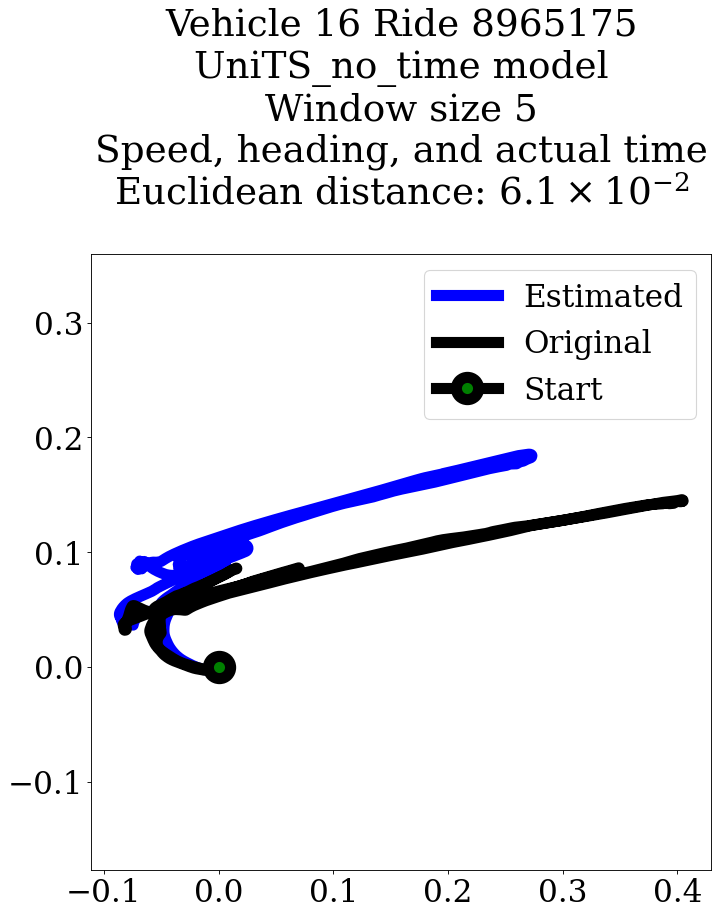 Vehicle 16 Ride 8965175
UniTS_no_time model
Window size 5
Speed, heading, and actual time
Euclidean distance: 6.1 × 10⁻²
Estimated
Original
Start
0.3
0.2
0.1
0.0
−0.1
−0.1 0.0 0.1 0.2 0.3 0.4